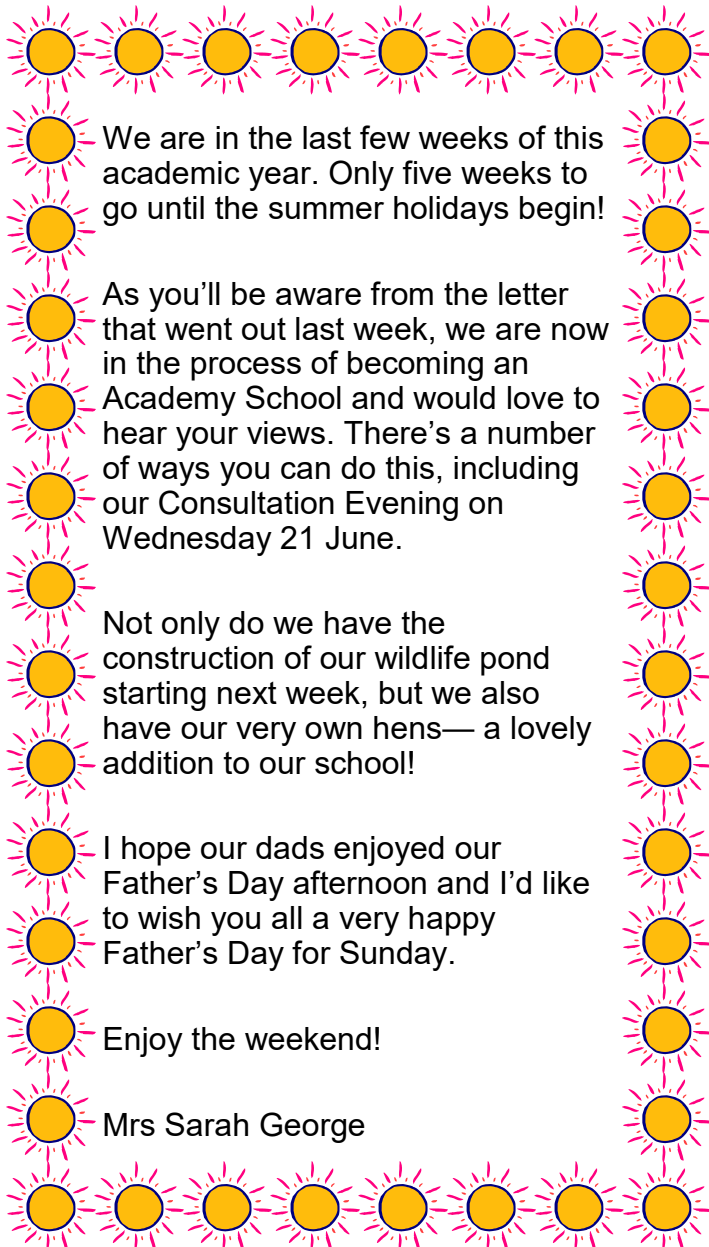 We are in the last few weeks of this
academic year. Only five weeks to
go until the summer holidays begin!
As you’ll be aware from the letter
that went out last week, we are now
in the process of becoming an
Academy School and would love to
hear your views. There’s a number
of ways you can do this, including
our Consultation Evening on
Wednesday 21 June.
Not only do we have the
construction of our wildlife pond
starting next week, but we also
have our very own hens— a lovely
addition to our school!
I hope our dads enjoyed our
Father’s Day afternoon and I’d like
to wish you all a very happy
Father’s Day for Sunday.
Enjoy the weekend!
Mrs Sarah George